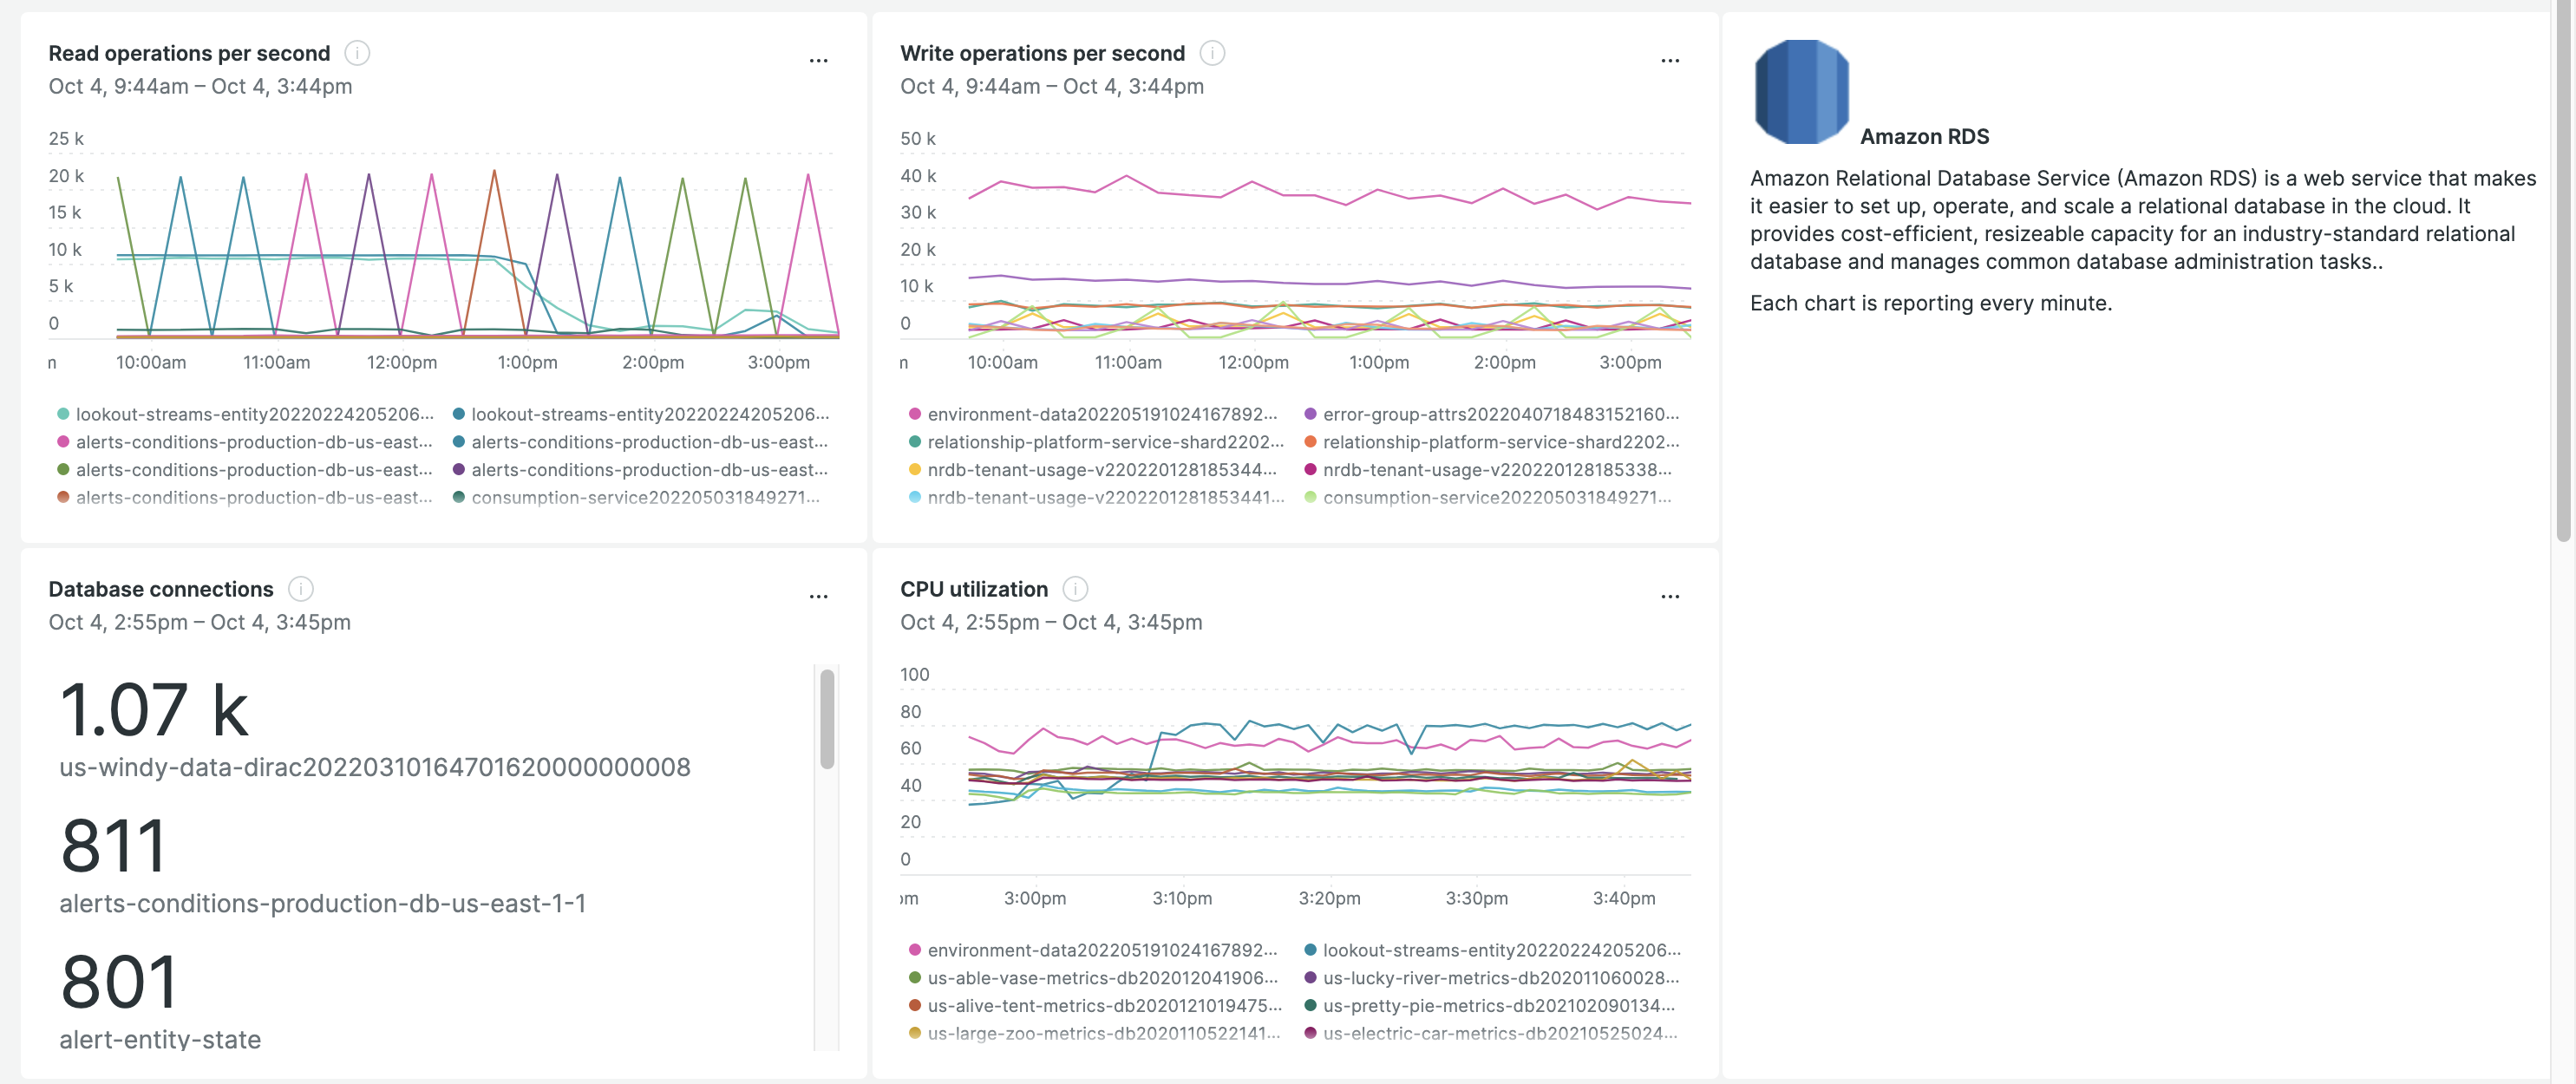 Read operations per second
Oct 4, 9:44am – Oct 4, 3:44pm
25 k
20 k
15 k
10 k
5 k
0
n 10:00am 11:00am 12:00pm 1:00pm 2:00pm 3:00pm
lookout-streams-entity20220224205206... lookout-streams-entity20220224205206...
alerts-conditions-production-db-us-east... alerts-conditions-production-db-us-east...
alerts-conditions-production-db-us-east... alerts-conditions-production-db-us-east...
alerts-conditions-production-db-us-east... consumption-service202205031849271...
Write operations per second
Oct 4, 9:44am – Oct 4, 3:44pm
50 k
40 k
30 k
20 k
10 k
0
n 10:00am 11:00am 12:00pm 1:00pm 2:00pm 3:00pm
environment-data202205191024167892... error-group-attrs2022040718483152160...
relationship-platform-service-shard2202... relationship-platform-service-shard2202...
nrdb-tenant-usage-v220220128185344... nrdb-tenant-usage-v220220128185338...
nrdb-tenant-usage-v2202201281853441... consumption-service202205031849271...
Amazon RDS
Amazon Relational Database Service (Amazon RDS) is a web service that makes
it easier to set up, operate, and scale a relational database in the cloud. It
provides cost-efficient, resizeable capacity for an industry-standard relational
database and manages common database administration tasks..
Each chart is reporting every minute.
Database connections
Oct 4, 2:55pm – Oct 4, 3:45pm
1.07 k
us-windy-data-dirac20220310164701620000000008
811
alerts-conditions-production-db-us-east-1-1
801
alert-entity-state
CPU utilization
Oct 4, 2:55pm – Oct 4, 3:45pm
100
80
60
40
20
0
pm 3:00pm 3:10pm 3:20pm 3:30pm 3:40pm
environment-data202205191024167892... lookout-streams-entity20220224205206...
us-able-vase-metrics-db202012041906... us-lucky-river-metrics-db202011060028...
us-alive-tent-metrics-db2020121019475... us-pretty-pie-metrics-db202102090134...
us-large-zoo-metrics-db2020110522141... us-electric-car-metrics-db20210525024...